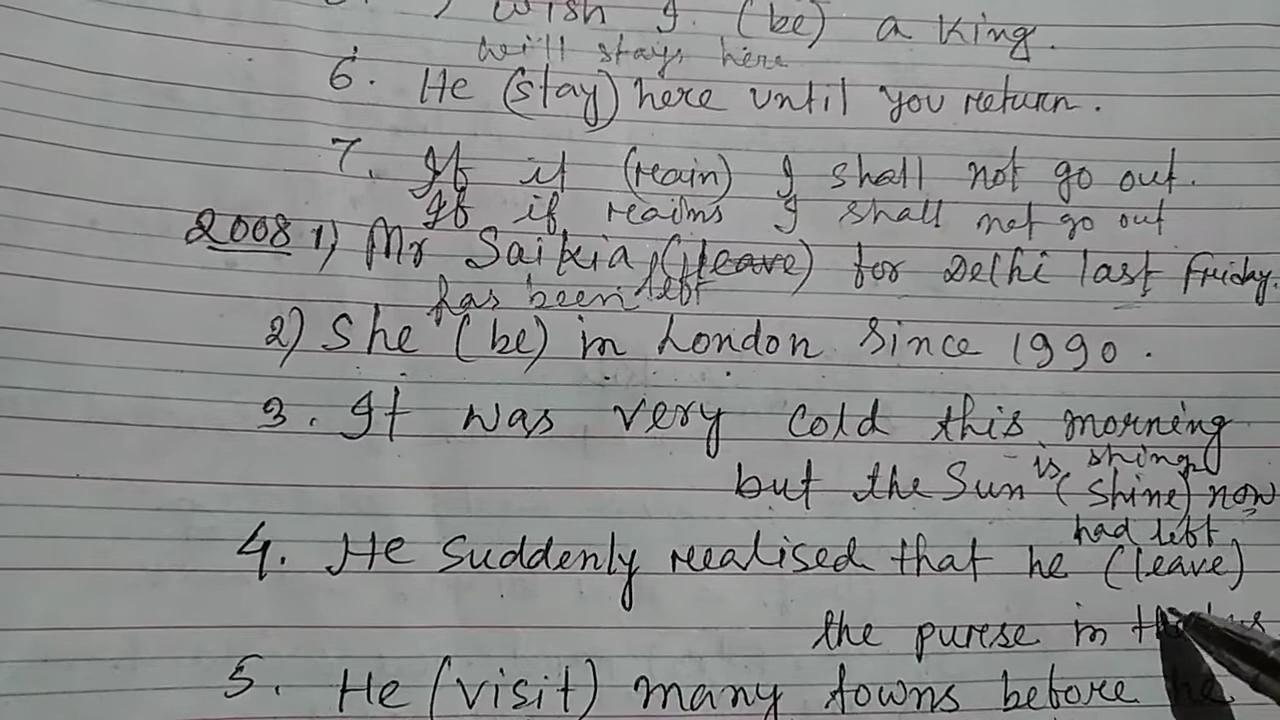 wish I (be) a king.
will stay here
6. He (stay) here until you return.
7. If it (rain) I shall not go out.
If it rains I shall not go out
2008 1) Mr Saikia (leave) for Delhi last Friday.
has been left
2) She (be) in London since 1990.
3. It was very cold this morning
is shing
but the Sun (shine) now
had left
4. He suddenly realised that he (leave)
the purse in
5. He (visit) many towns before he